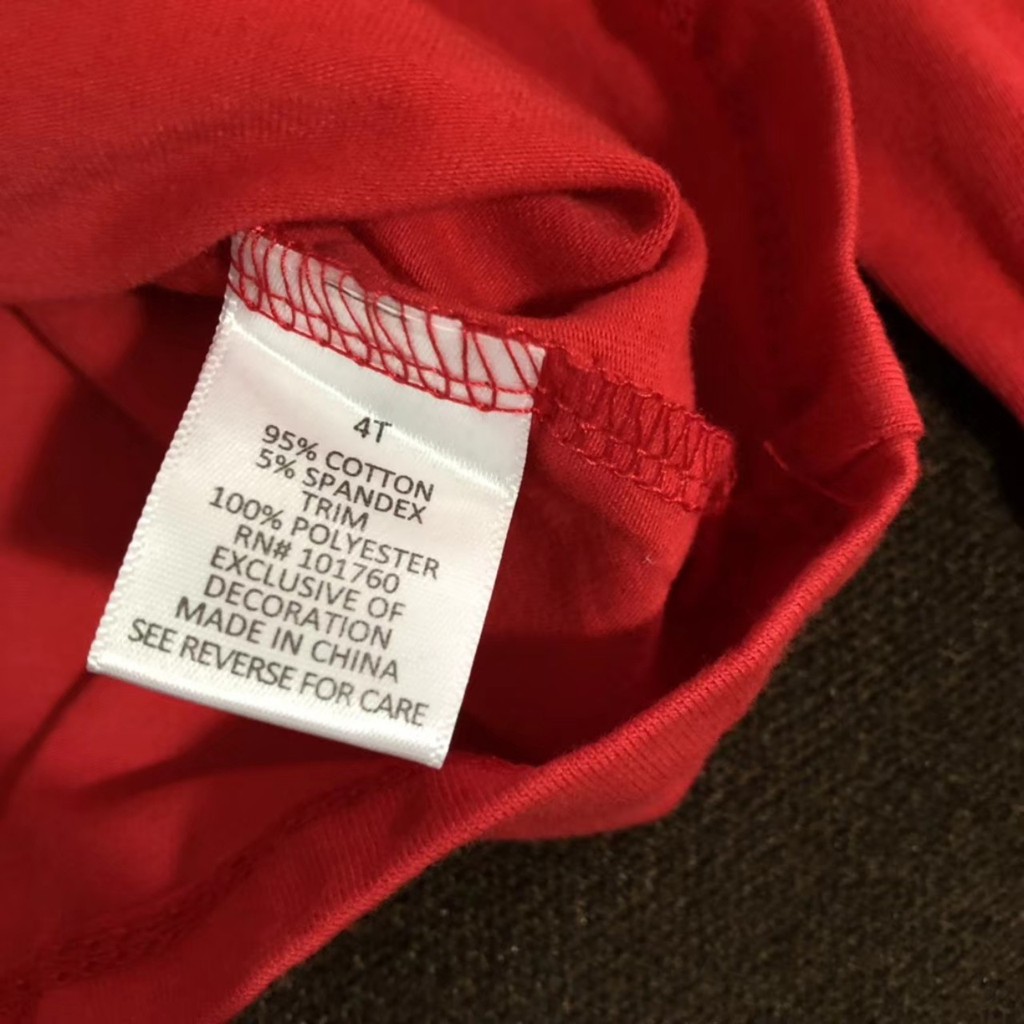 4T
95% COTTON
5% SPANDEX
TRIM
100% POLYESTER
RN# 101760
EXCLUSIVE OF
DECORATION
MADE IN CHINA
SEE REVERSE FOR CARE